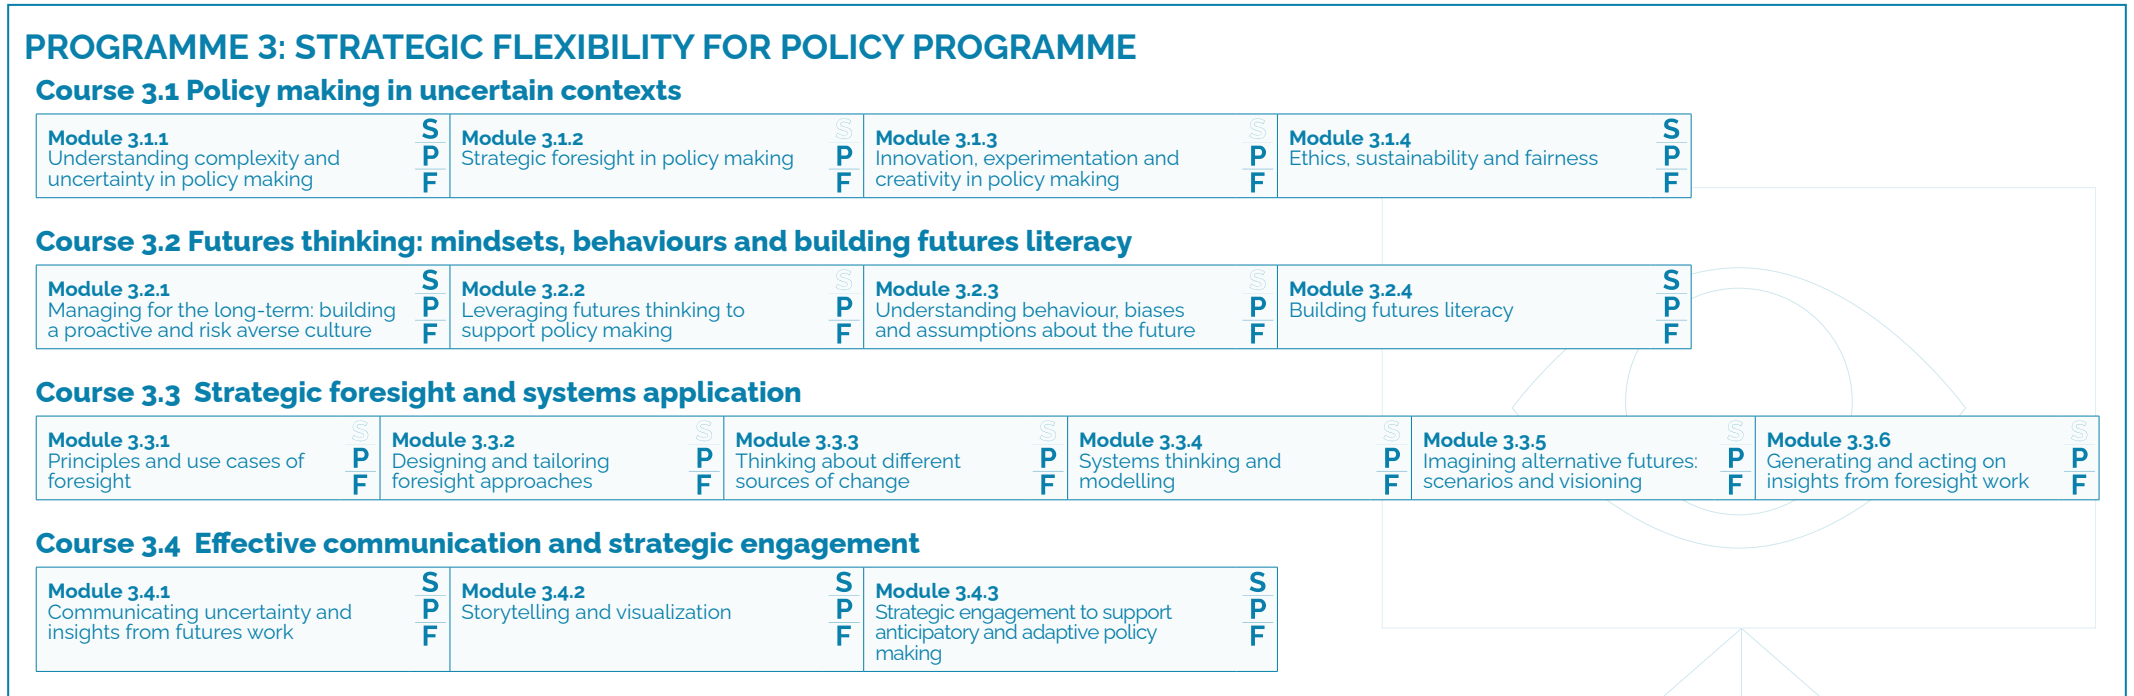 PROGRAMME 3: STRATEGIC FLEXIBILITY FOR POLICY PROGRAMME
Course 3.1 Policy making in uncertain contexts
Module 3.1.1
Understanding complexity and
uncertainty in policy making
S
P
F
Module 3.1.2
Strategic foresight in policy making
S
P
F
Module 3.1.3
Innovation, experimentation and
creativity in policy making
S
P
F
Module 3.1.4
Ethics, sustainability and fairness
S
P
F
Course 3.2 Futures thinking: mindsets, behaviours and building futures literacy
Module 3.2.1
Managing for the long-term: building
a proactive and risk averse culture
S
P
F
Module 3.2.2
Leveraging futures thinking to
support policy making
S
P
F
Module 3.2.3
Understanding behaviour, biases
and assumptions about the future
S
P
F
Module 3.2.4
Building futures literacy
S
P
F
Course 3.3 Strategic foresight and systems application
Module 3.3.1
Principles and use cases of
foresight
S
P
F
Module 3.3.2
Designing and tailoring
foresight approaches
S
P
F
Module 3.3.3
Thinking about different
sources of change
S
P
F
Module 3.3.4
Systems thinking and
modelling
S
P
F
Module 3.3.5
Imagining alternative futures:
scenarios and visioning
S
P
F
Module 3.3.6
Generating and acting on
insights from foresight work
S
P
F
Course 3.4 Effective communication and strategic engagement
Module 3.4.1
Communicating uncertainty and
insights from futures work
S
P
F
Module 3.4.2
Storytelling and visualization
S
P
F
Module 3.4.3
Strategic engagement to support
anticipatory and adaptive policy
making
S
P
F